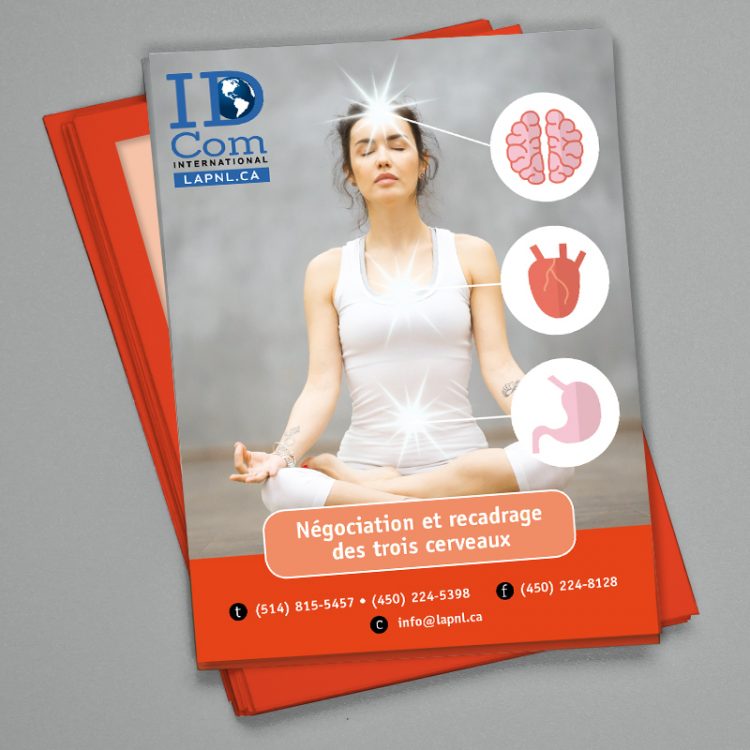 ID
Com
INTERNATIONAL
LAPNL.CA
Négociation et recadrage
des trois cerveaux
t (514) 815-5457 • (450) 224-5398
f (450) 224-8128
c info@lapnl.ca